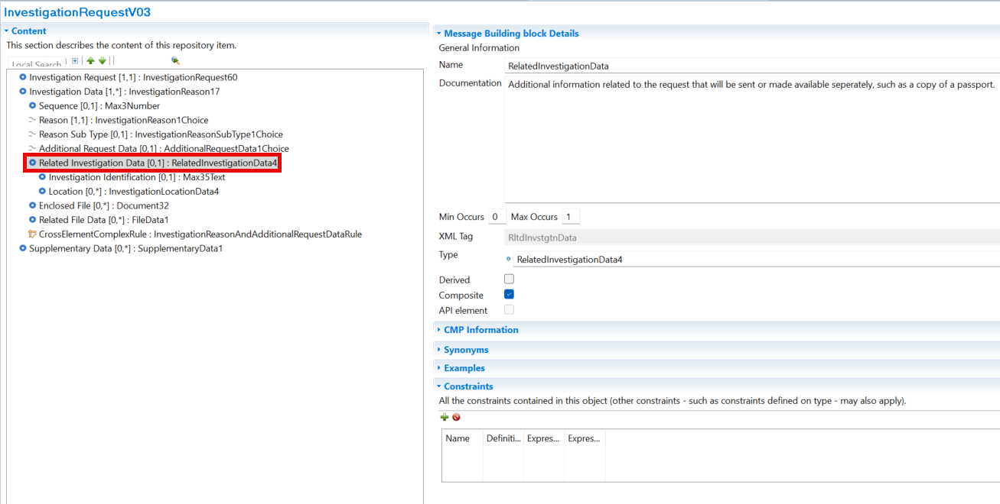 InvestigationRequestV03
Content
This section describes the content of this repository item.
Local Search
Investigation Request [1,1] : InvestigationRequest60
Investigation Data [1,*] : InvestigationReason17
Sequence [0,1] : Max3Number
Reason [1,1] : InvestigationReason1Choice
Reason Sub Type [0,1] : InvestigationReasonSubType1Choice
Additional Request Data [0,1] : AdditionalRequestData1Choice
Related Investigation Data [0,1] : RelatedInvestigationData4
Investigation Identification [0,1] : Max35Text
Location [0,*] : InvestigationLocationData4
Enclosed File [0,*] : Document32
Related File Data [0,*] : FileData1
CrossElementComplexRule : InvestigationReasonAndAdditionalRequestDataRule
Supplementary Data [0,*] : SupplementaryData1
Message Building block Details
General Information
Name RelatedInvestigationData
Documentation Additional information related to the request that will be sent or made available seperately, such as a copy of a passport.
Min Occurs 0 Max Occurs 1
XML Tag RltdInvstgtnData
Type RelatedInvestigationData4
Derived
Composite
API element
CMP Information
Synonyms
Examples
Constraints
All the constraints contained in this object (other constraints - such as constraints defined on type - may also apply).
Name Definiti... Expres... Expres...